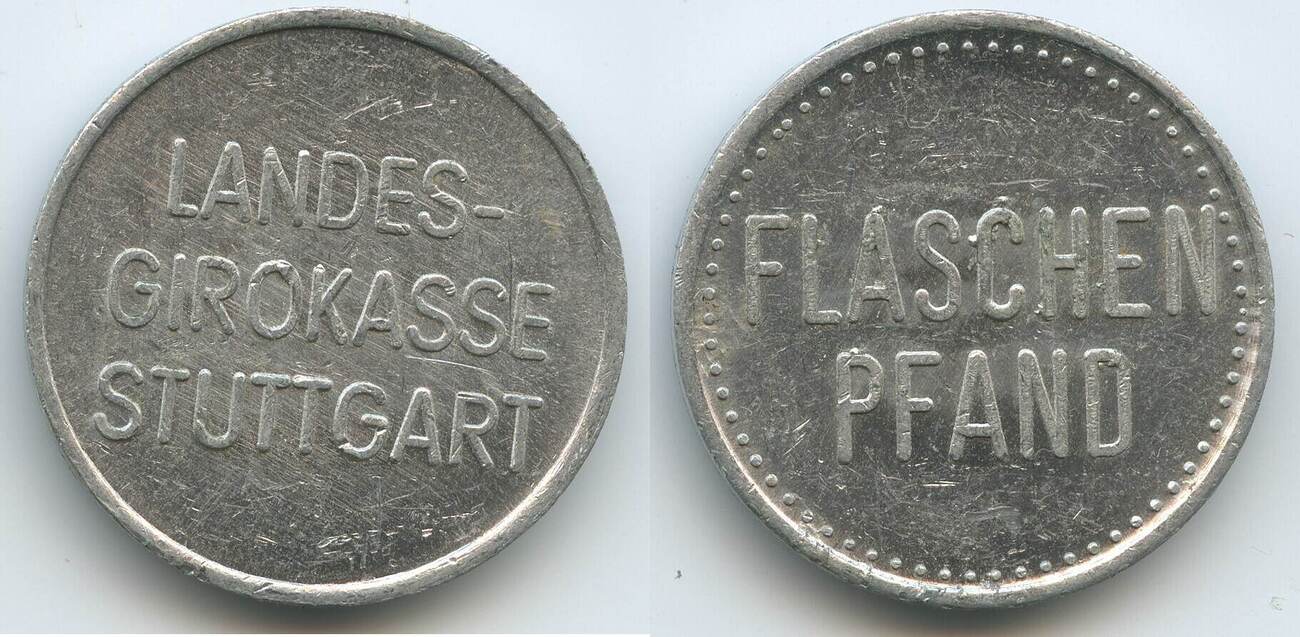 LANDES-
GIROKASSE
STUTTGART
FLASCHEN
PFAND